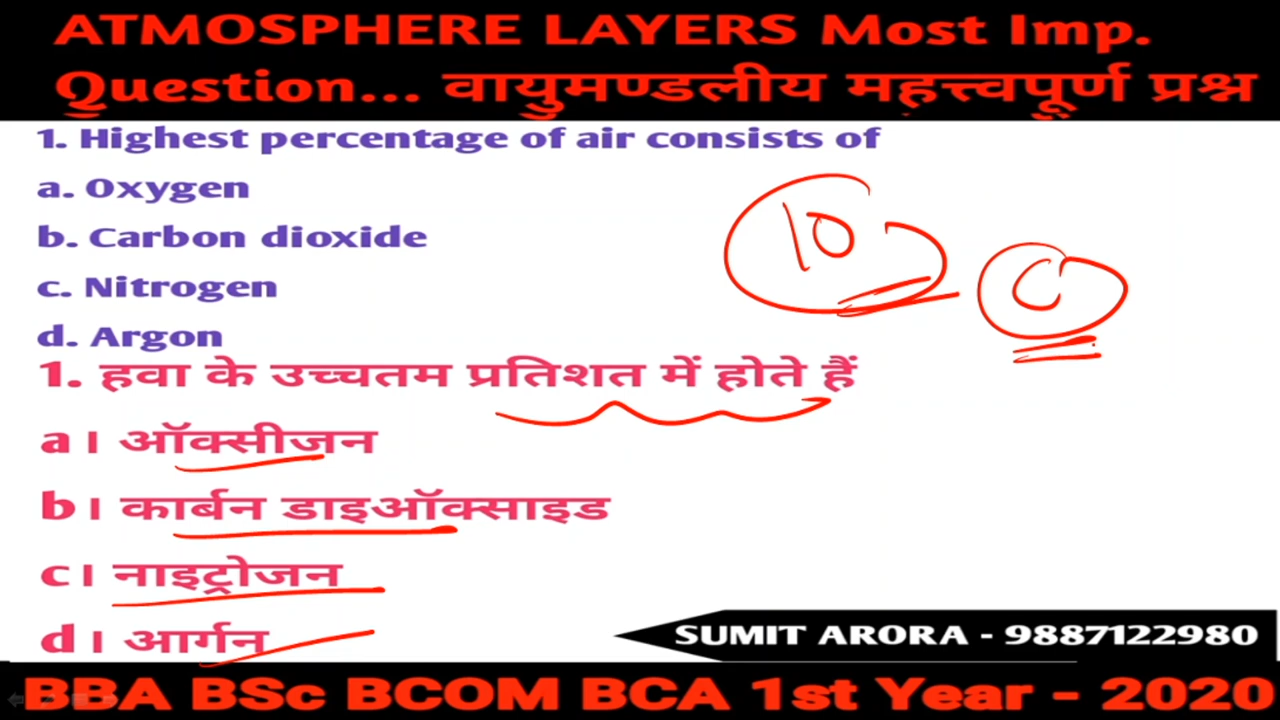 ATMOSPHERE LAYERS Most Imp.
Question... वायुमण्डलीय महत्त्वपूर्ण प्रश्न
1. Highest percentage of air consists of
a. Oxygen
b. Carbon dioxide
c. Nitrogen
d. Argon
10
C
1. हवा के उच्चतम प्रतिशत में होते हैं
a। ऑक्सीजन
b। कार्बन डाइऑक्साइड
c। नाइट्रोजन
d। आर्गन
SUMIT ARORA - 9887122980
BBA BSc BCOM BCA 1st Year - 2020